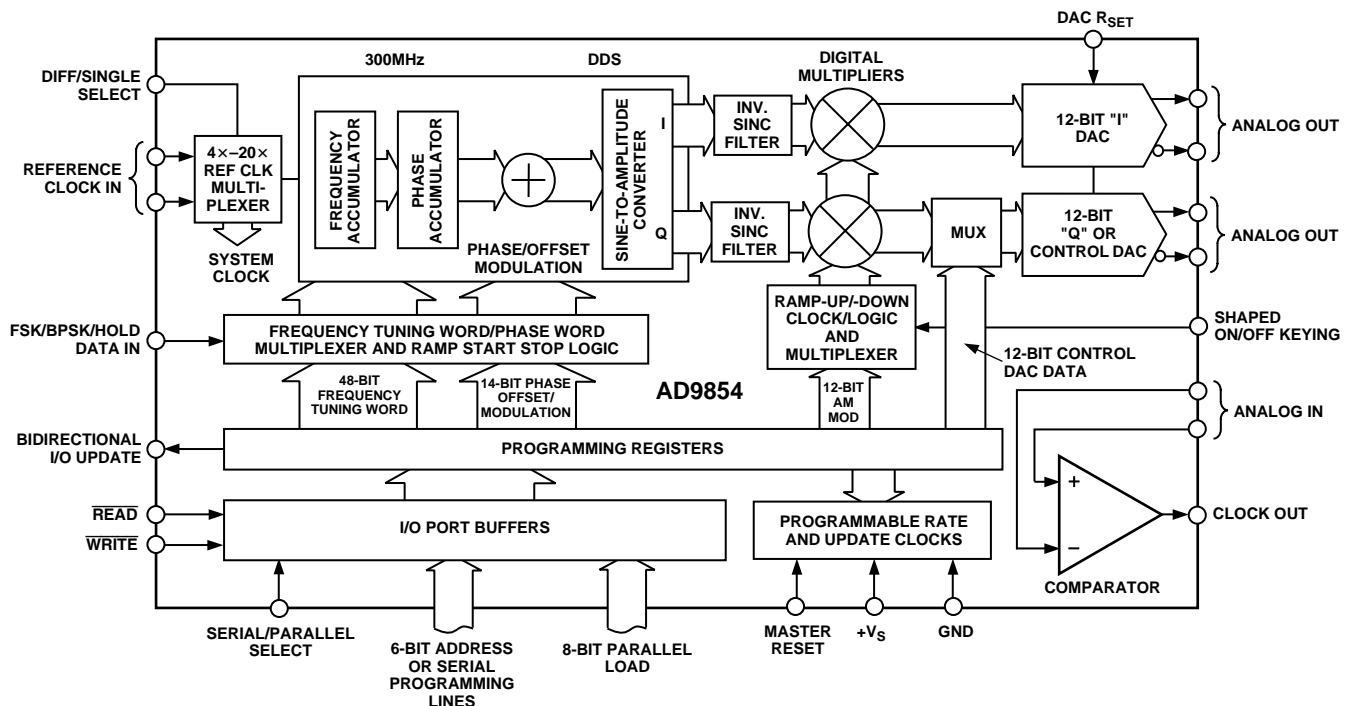 DAC RSET
300MHz
DDS
DIGITAL
MULTIPLIERS
DIFF/SINGLE
SELECT
REFERENCE
CLOCK IN
4×–20×
REF CLK
MULTI-
PLEXER
SYSTEM
CLOCK
FREQUENCY
ACCUMULATOR
PHASE
ACCUMULATOR
PHASE/OFFSET
MODULATION
SINE-TO-AMPLITUDE
CONVERTER
I
Q
INV.
SINC
FILTER
INV.
SINC
FILTER
MUX
12-BIT "I"
DAC
12-BIT
"Q" OR
CONTROL DAC
ANALOG OUT
ANALOG OUT
FSK/BPSK/HOLD
DATA IN
FREQUENCY TUNING WORD/PHASE WORD
MULTIPLEXER AND RAMP START STOP LOGIC
RAMP-UP/-DOWN
CLOCK/LOGIC
AND
MULTIPLEXER
SHAPED
ON/OFF KEYING
12-BIT CONTROL
DAC DATA
48-BIT
FREQUENCY
TUNING WORD
14-BIT PHASE
OFFSET/
MODULATION
AD9854
12-BIT
AM
MOD
ANALOG IN
BIDIRECTIONAL
I/O UPDATE
PROGRAMMING REGISTERS
READ
WRITE
I/O PORT BUFFERS
PROGRAMMABLE RATE
AND UPDATE CLOCKS
+
–
COMPARATOR
CLOCK OUT
SERIAL/PARALLEL
SELECT
6-BIT ADDRESS
OR SERIAL
PROGRAMMING
LINES
8-BIT PARALLEL
LOAD
MASTER
RESET
+VS
GND